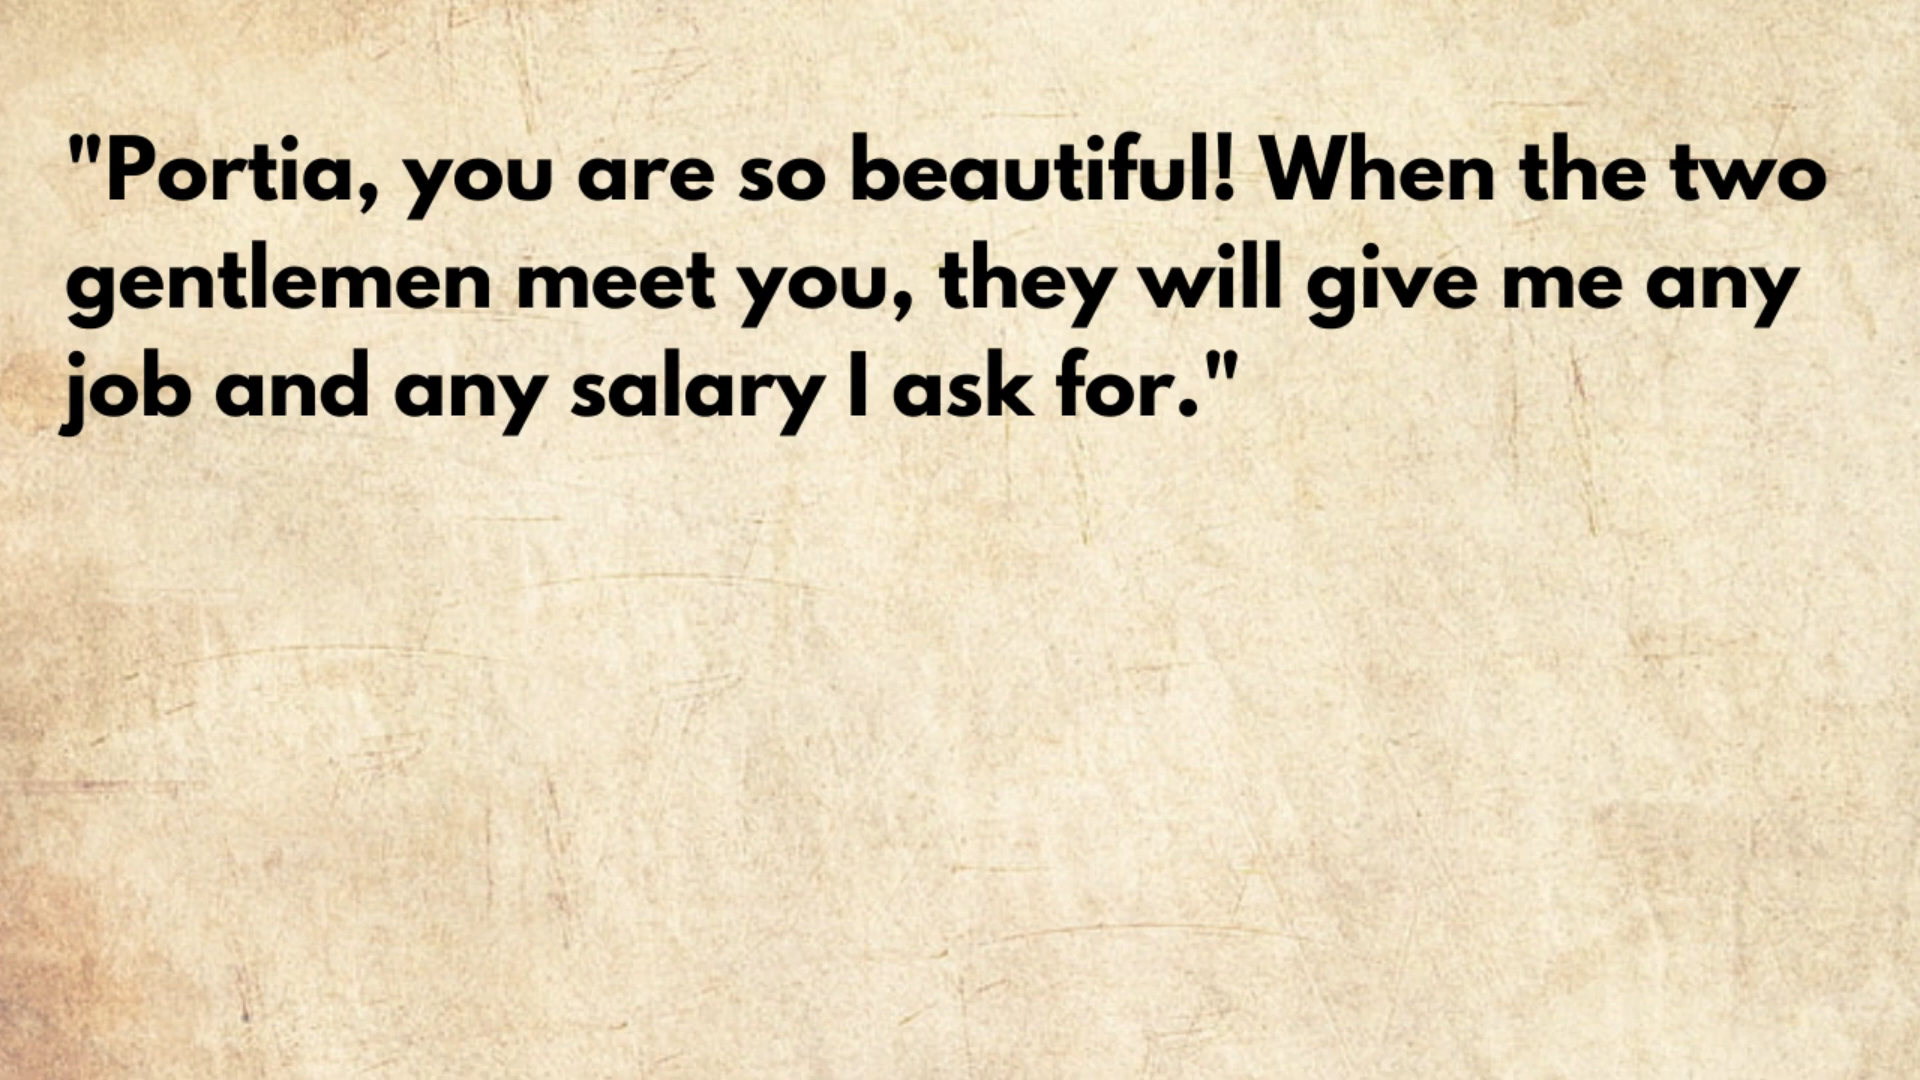 "Portia, you are so beautiful! When the two
gentlemen meet you, they will give me any
job and any salary I ask for."